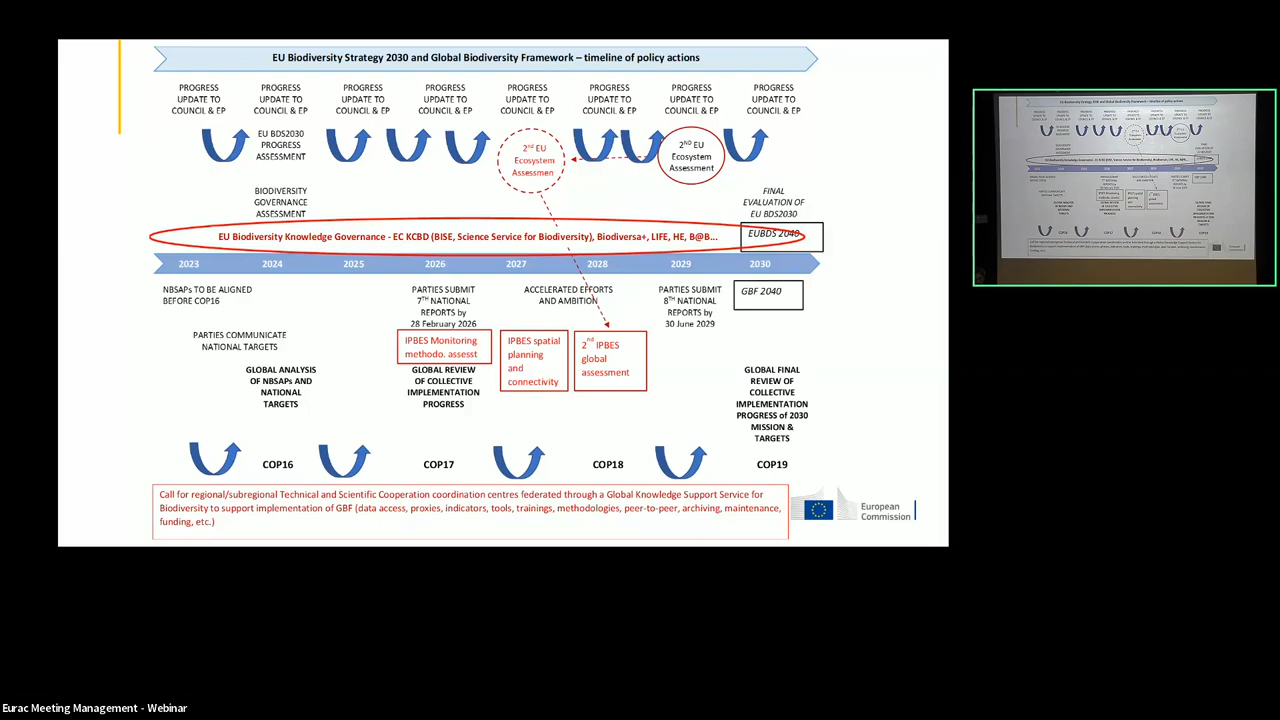 EU Biodiversity Strategy 2030 and Global Biodiversity Framework – timeline of policy actions
PROGRESS
UPDATE TO
COUNCIL & EP
PROGRESS
UPDATE TO
COUNCIL & EP
PROGRESS
UPDATE TO
COUNCIL & EP
PROGRESS
UPDATE TO
COUNCIL & EP
PROGRESS
UPDATE TO
COUNCIL & EP
PROGRESS
UPDATE TO
COUNCIL & EP
PROGRESS
UPDATE TO
COUNCIL & EP
PROGRESS
UPDATE TO
COUNCIL & EP
EU BDS2030
PROGRESS
ASSESSMENT
2nd EU
Ecosystem
Assessmen
2ND EU
Ecosystem
Assessment
BIODIVERSITY
GOVERNANCE
ASSESSMENT
FINAL
EVALUATION OF
EU BDS2030
EU Biodiversity Knowledge Governance - EC KCBD (BISE, Science Service for Biodiversity), Biodiversa+, LIFE, HE, B@B...
EUBDS 2040
2023 2024 2025 2026 2027 2028 2029 2030
NBSAPs TO BE ALIGNED
BEFORE COP16
PARTIES SUBMIT
7TH NATIONAL
REPORTS by
28 February 2026
ACCELERATED EFFORTS
AND AMBITION
PARTIES SUBMIT
8TH NATIONAL
REPORTS by
30 June 2029
GBF 2040
PARTIES COMMUNICATE
NATIONAL TARGETS
IPBES Monitoring
methodo. assesst
IPBES spatial
planning
and
connectivity
2nd IPBES
global
assessment
GLOBAL ANALYSIS
OF NBSAPs AND
NATIONAL
TARGETS
GLOBAL REVIEW
OF COLLECTIVE
IMPLEMENTATION
PROGRESS
GLOBAL FINAL
REVIEW OF
COLLECTIVE
IMPLEMENTATION
PROGRESS of 2030
MISSION &
TARGETS
COP16 COP17 COP18 COP19
Call for regional/subregional Technical and Scientific Cooperation coordination centres federated through a Global Knowledge Support Service for
Biodiversity to support implementation of GBF (data access, proxies, indicators, tools, trainings, methodologies, peer-to-peer, archiving, maintenance,
funding, etc.)
European
Commission
Eurac Meeting Management - Webinar